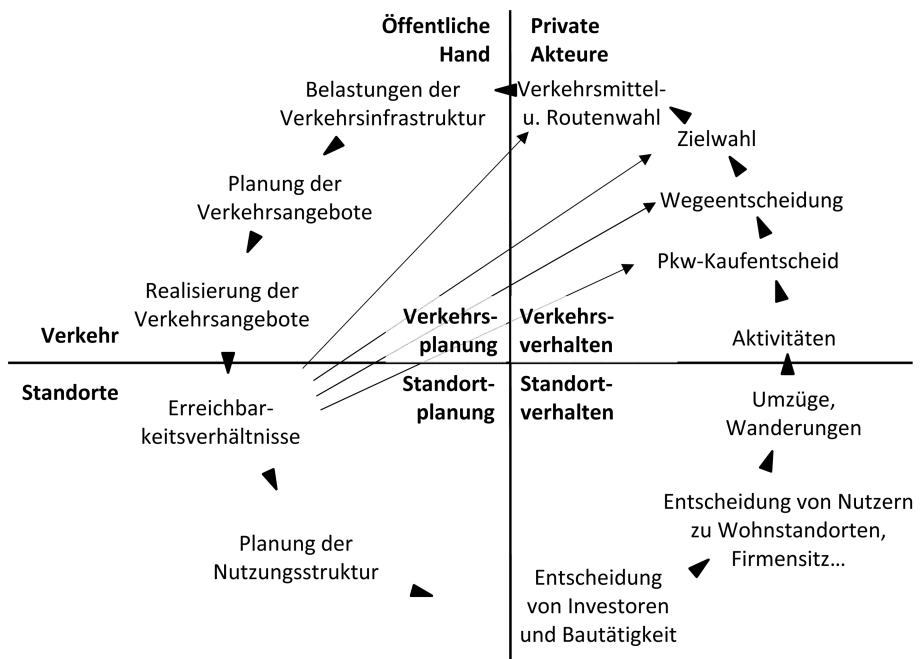 Öffentliche
Hand
Private
Akteure
Belastungen der
Verkehrsinfrastruktur
Verkehrsmittel-
u. Routenwahl
Zielwahl
Planung der
Verkehrsangebote
Wegeentscheidung
Pkw-Kaufentscheid
Realisierung der
Verkehrsangebote
Verkehr
Verkehrs-
planung
Verkehrs-
verhalten
Aktivitäten
Standorte
Standort-
planung
Standort-
verhalten
Erreichbar-
keitsverhältnisse
Umzüge,
Wanderungen
Entscheidung von Nutzern
zu Wohnstandorten,
Firmensitz...
Planung der
Nutzungsstruktur
Entscheidung
von Investoren
und Bautätigkeit